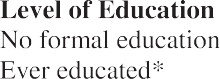 Level of Education
No formal education
Ever educated*